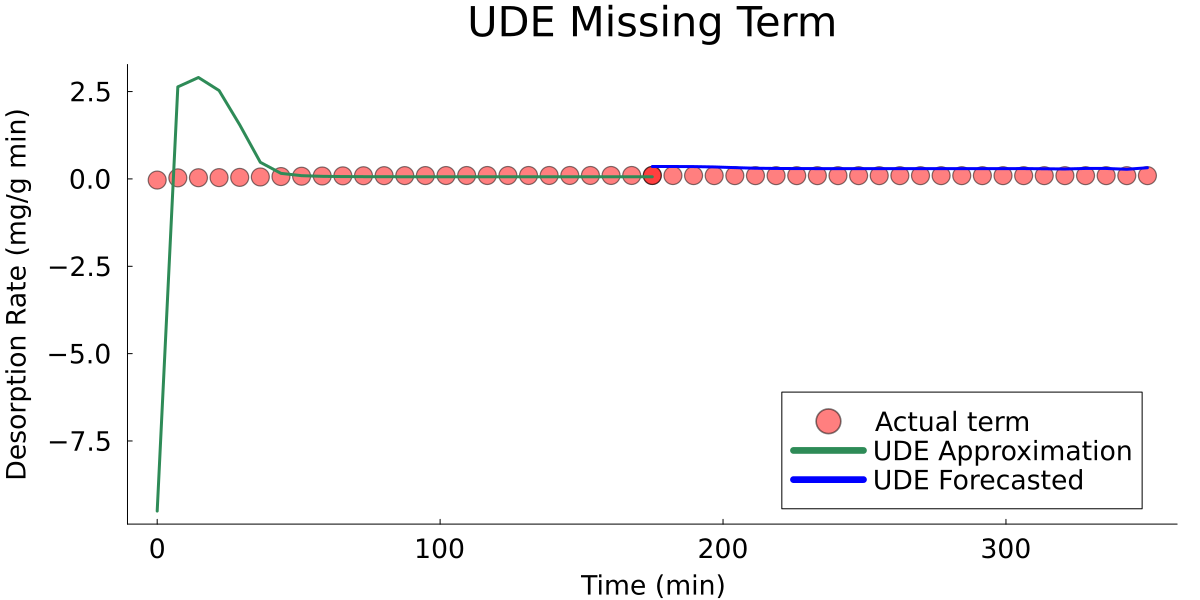 UDE Missing Term
Desorption Rate (mg/g min)
2.5
0.0
−2.5
−5.0
−7.5
Actual term
UDE Approximation
UDE Forecasted
0
100
200
300
Time (min)